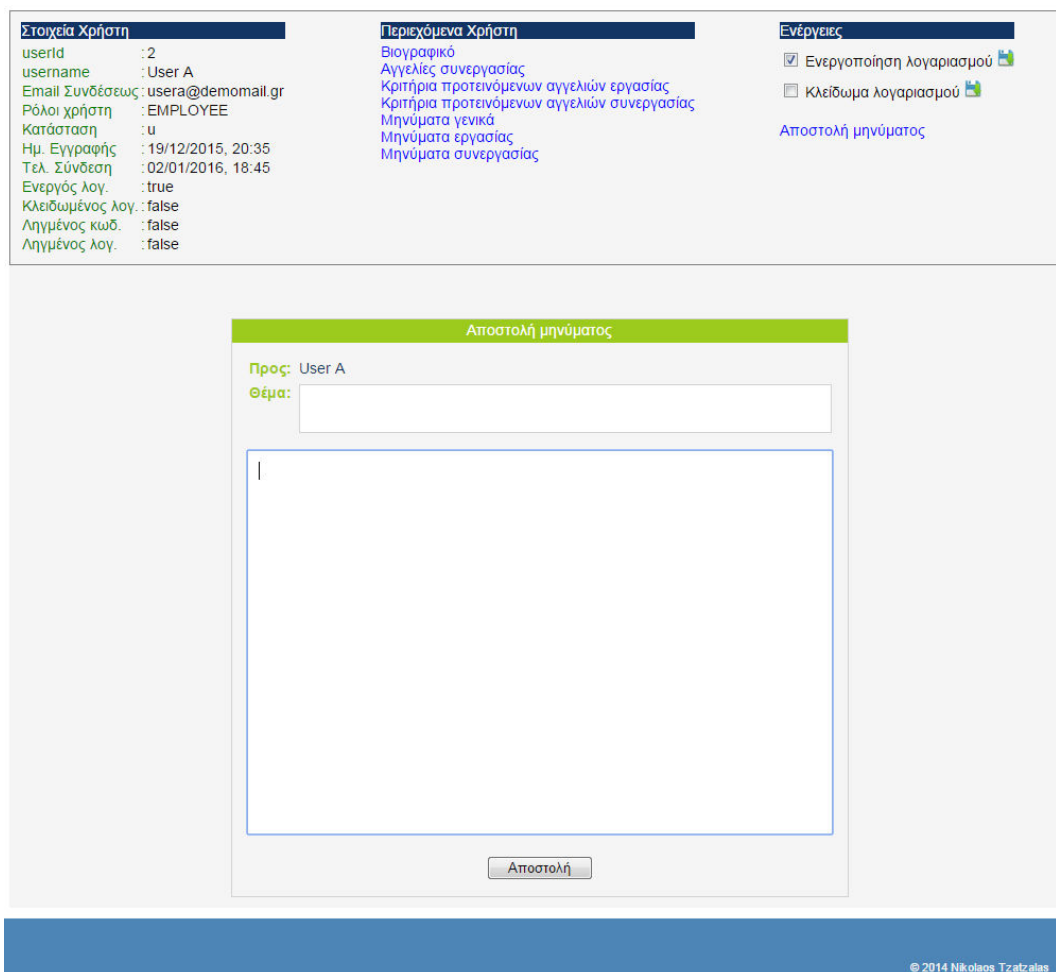 Στοιχεία Χρήστη
userId : 2
username : User A
Email Συνδέσεως : usera@demomail.gr
Ρόλοι χρήστη : EMPLOYEE
Κατάσταση : u
Ημ. Εγγραφής : 19/12/2015, 20:35
Τελ. Σύνδεση : 02/01/2016, 18:45
Ενεργός λογ. : true
Κλειδωμένος λογ. : false
Ληγμένος κωδ. : false
Ληγμένος λογ. : false
Περιεχόμενα Χρήστη
Βιογραφικό
Αγγελίες συνεργασίας
Κριτήρια προτεινόμενων αγγελιών εργασίας
Κριτήρια προτεινόμενων αγγελιών συνεργασίας
Μηνύματα γενικά
Μηνύματα εργασίας
Μηνύματα συνεργασίας
Ενέργειες
Ενεργοποίηση λογαριασμού
Κλείδωμα λογαριασμού
Αποστολή μηνύματος
Αποστολή μηνύματος
Προς: User A
Θέμα:
Αποστολή
© 2014 Nikolaos Tzatzalas